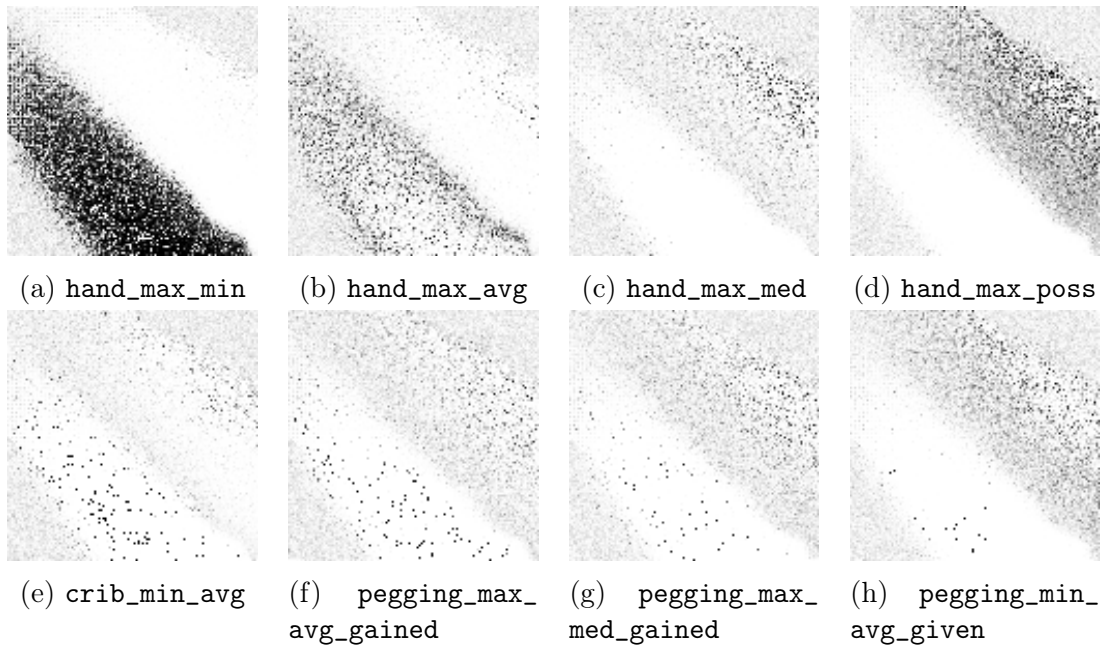 (a) hand_max_min
(b) hand_max_avg
(c) hand_max_med
(d) hand_max_poss
(e) crib_min_avg
(f) pegging_max_
avg_gained
(g) pegging_max_
med_gained
(h) pegging_min_
avg_given